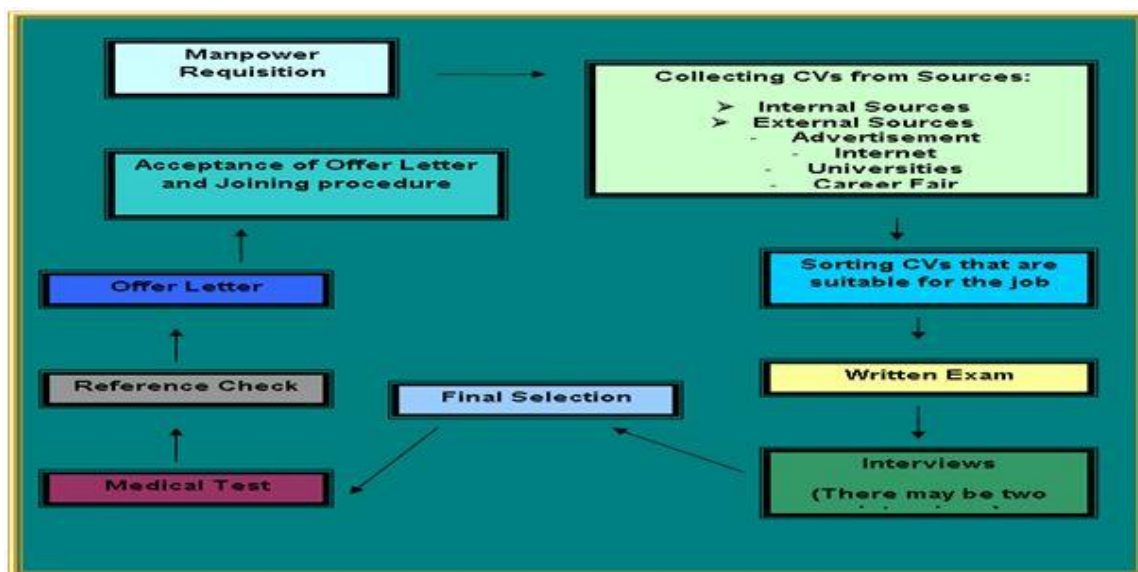 Manpower
Requisition
Collecting CVs from Sources:
➢ Internal Sources
➢ External Sources
- Advertisement
- Internet
- Universities
- Career Fair
Sorting CVs that are
suitable for the job
Written Exam
Interviews
(There may be two
Final Selection
Medical Test
Reference Check
Offer Letter
Acceptance of Offer Letter
and Joining procedure